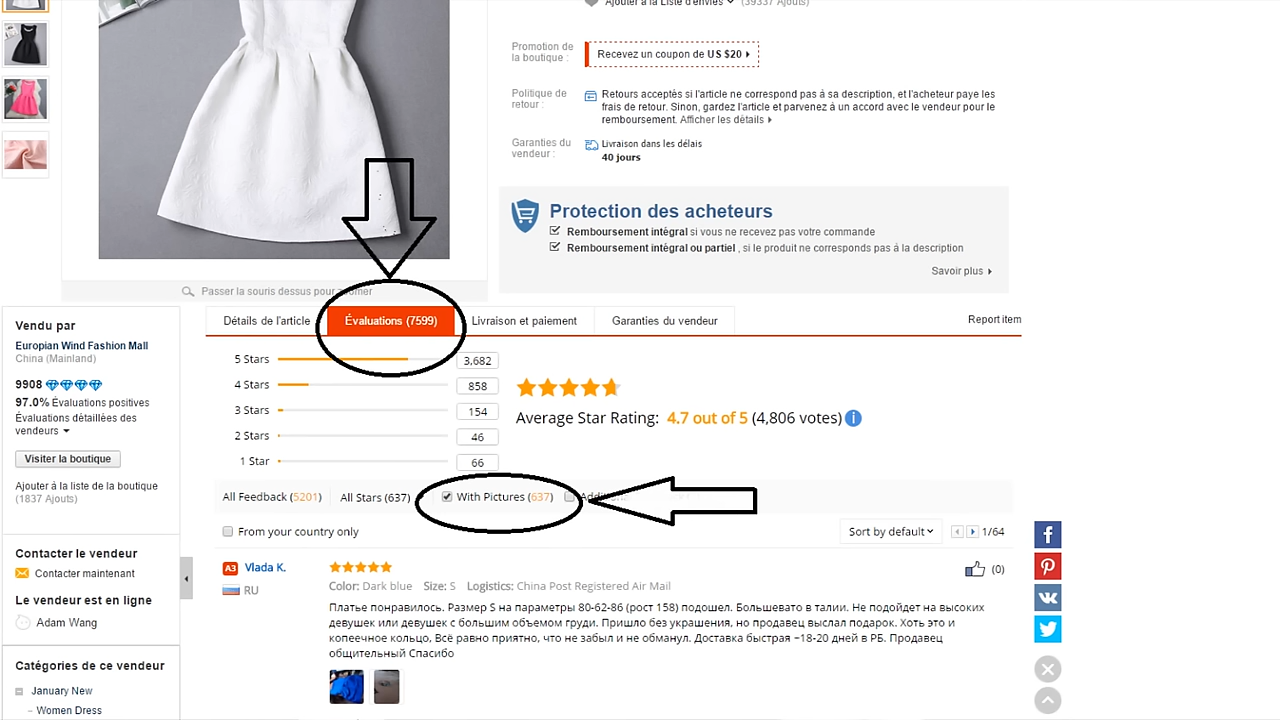 Ajouter à la Liste d'envies (39337 Ajouts)
Promotion de
la boutique :
Recevez un coupon de US $20
Politique de
retour :
Retours acceptés si l'article ne correspond pas á sa description, et l'acheteur paye les
frais de retour. Sinon, gardez l'article et parvenez á un accord avec le vendeur pour le
remboursement. Afficher les détails
Garanties du
vendeur :
Livraison dans les délais
40 jours
Protection des acheteurs
Remboursement intégral si vous ne recevez pas votre commande
Remboursement intégral ou partiel , si le produit ne corresponds pas á la description
Savoir plus
Passer la souris dessus pour zoomer
Détails de l'article
Évaluations (7599)
Livraison et paiement
Garanties du vendeur
Report item
Vendu par
Europian Wind Fashion Mall
China (Mainland)
9908
97.0% Évaluations positives
Évaluations détaillées des
vendeurs
Visiter la boutique
Ajouter à la liste de la boutique
(1837 Ajouts)
Contacter le vendeur
Contacter maintenant
Le vendeur est en ligne
Adam Wang
Catégories de ce vendeur
January New
Women Dress
5 Stars 3,682
4 Stars 858
3 Stars 154
2 Stars 46
1 Star 66
Average Star Rating: 4.7 out of 5 (4,806 votes)
All Feedback (5201) All Stars (637) With Pictures (637)
From your country only
Sort by default 1/64
A3 Vlada K.
RU
(0)
Color: Dark blue Size: S Logistics: China Post Registered Air Mail
Платье понравилось. Размер S на параметры 80-62-86 (рост 158) подошел. Большевато в талии. Не подойдет на высоких
девушек или девушек с большим объемом груди. Пришло без украшения, но продавец выслал подарок. Хоть это и
копеечное кольцо, Всё равно приятно, что не забыл и не обманул. Доставка быстрая ~18-20 дней в РБ. Продавец
общительный Спасибо